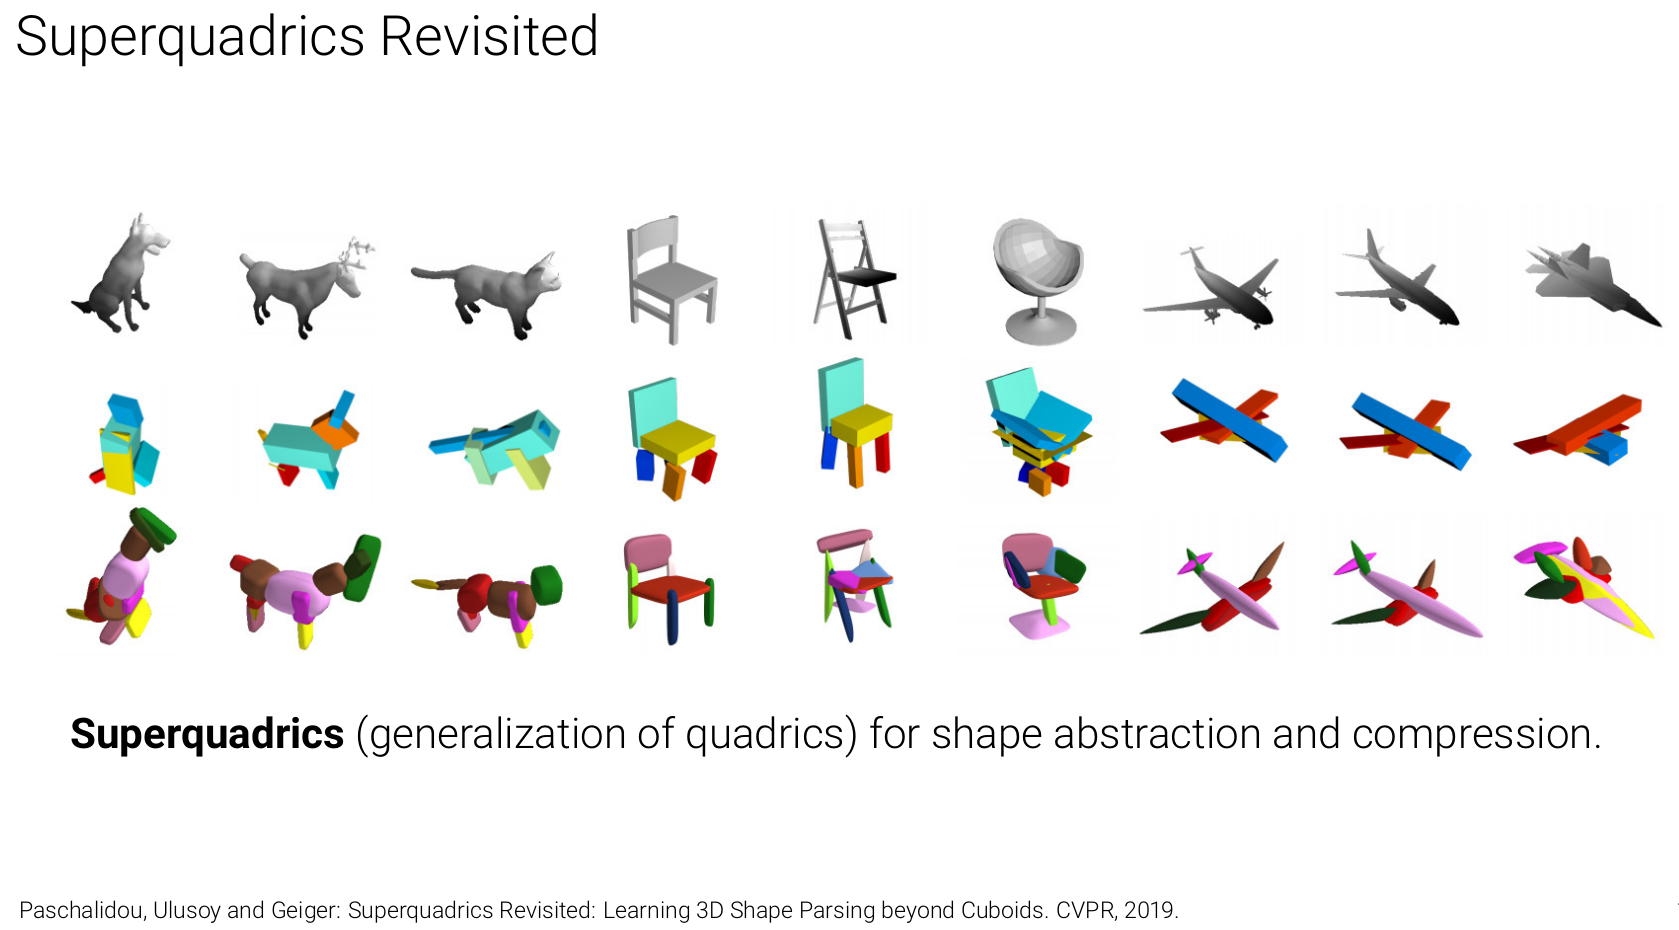 Superquadrics Revisited
Superquadrics (generalization of quadrics) for shape abstraction and compression.
Paschalidou, Ulusoy and Geiger: Superquadrics Revisited: Learning 3D Shape Parsing beyond Cuboids. CVPR, 2019.